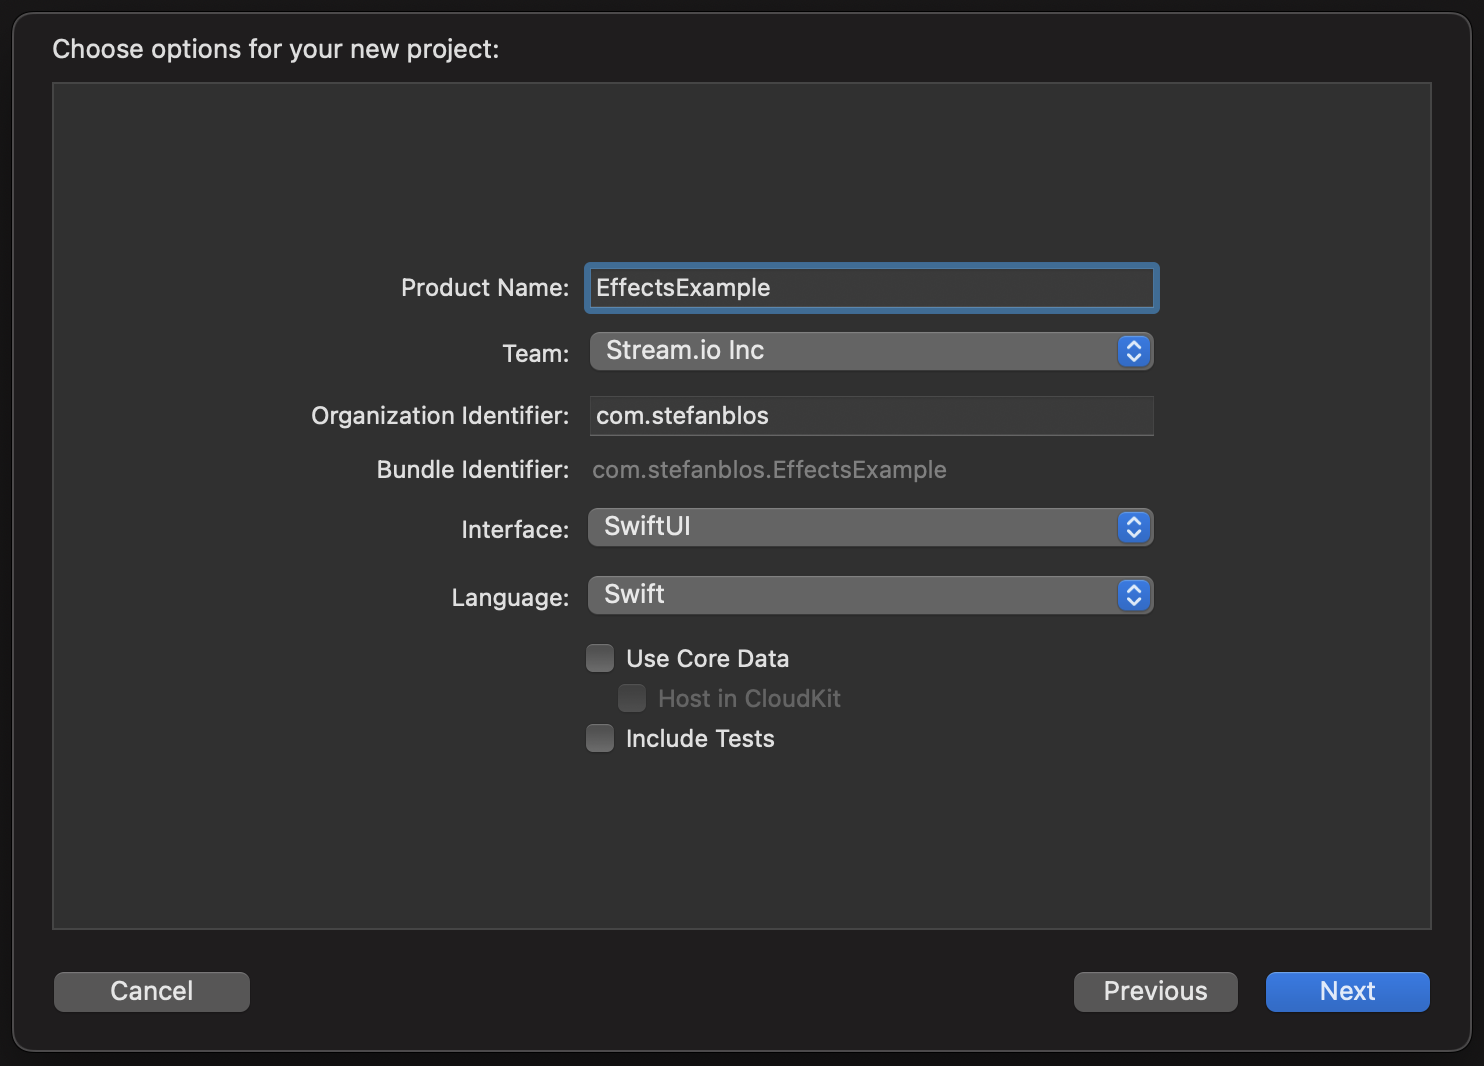 Choose options for your new project:
Product Name: EffectsExample
Team: Stream.io Inc
Organization Identifier: com.stefanblos
Bundle Identifier: com.stefanblos.EffectsExample
Interface: SwiftUI
Language: Swift
Use Core Data
Host in CloudKit
Include Tests
Cancel Previous Next